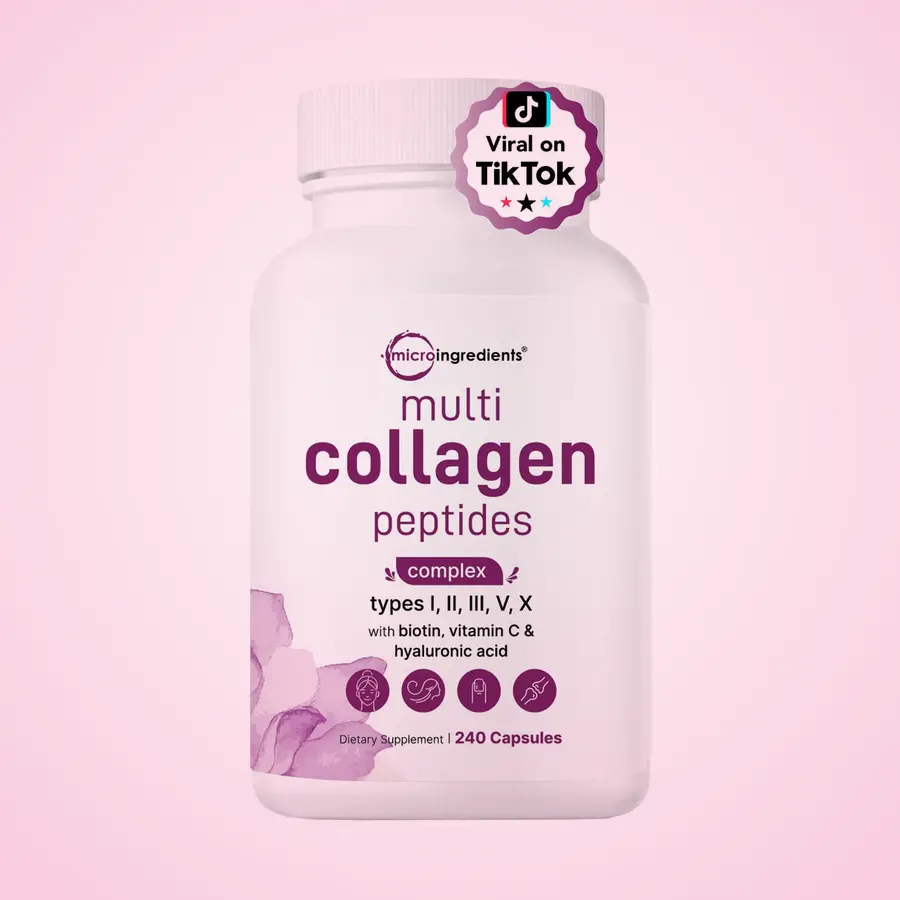 Viral on
TikTok
microingredients®
multi
collagen
peptides
complex
types I, II, III, V, X
with biotin, vitamin C &
hyaluronic acid
Dietary Supplement | 240 Capsules